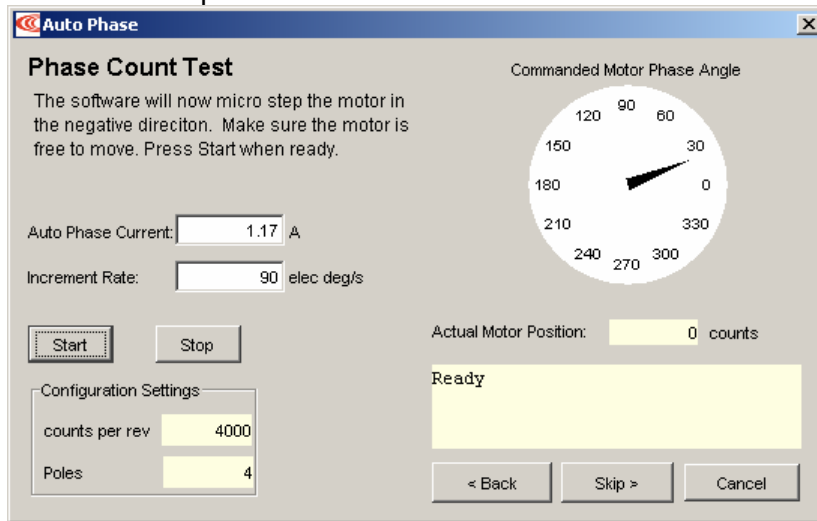 Auto Phase
Phase Count Test
The software will now micro step the motor in
the negative direciton. Make sure the motor is
free to move. Press Start when ready.
Auto Phase Current: 1.17 A
Increment Rate: 90 elec deg/s
Start Stop
Configuration Settings
counts per rev 4000
Poles 4
Commanded Motor Phase Angle
90
120 60
150 30
180 0
210 330
240 300
270
Actual Motor Position: 0 counts
Ready
< Back Skip > Cancel